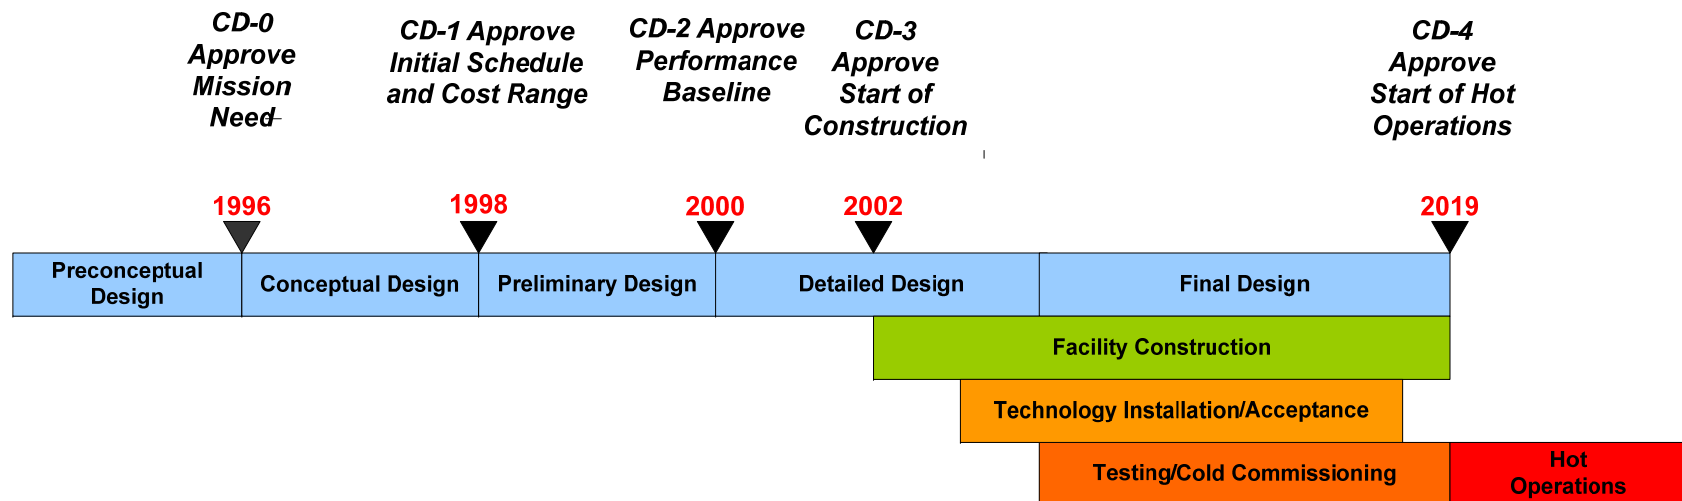 CD-0
Approve
Mission
Need
CD-1 Approve
Initial Schedule
and Cost Range
CD-2 Approve
Performance
Baseline
CD-3
Approve
Start of
Construction
CD-4
Approve
Start of Hot
Operations
1996
1998
2000
2002
2019
Preconceptual
Design
Conceptual Design
Preliminary Design
Detailed Design
Final Design
Facility Construction
Technology Installation/Acceptance
Testing/Cold Commissioning
Hot
Operations